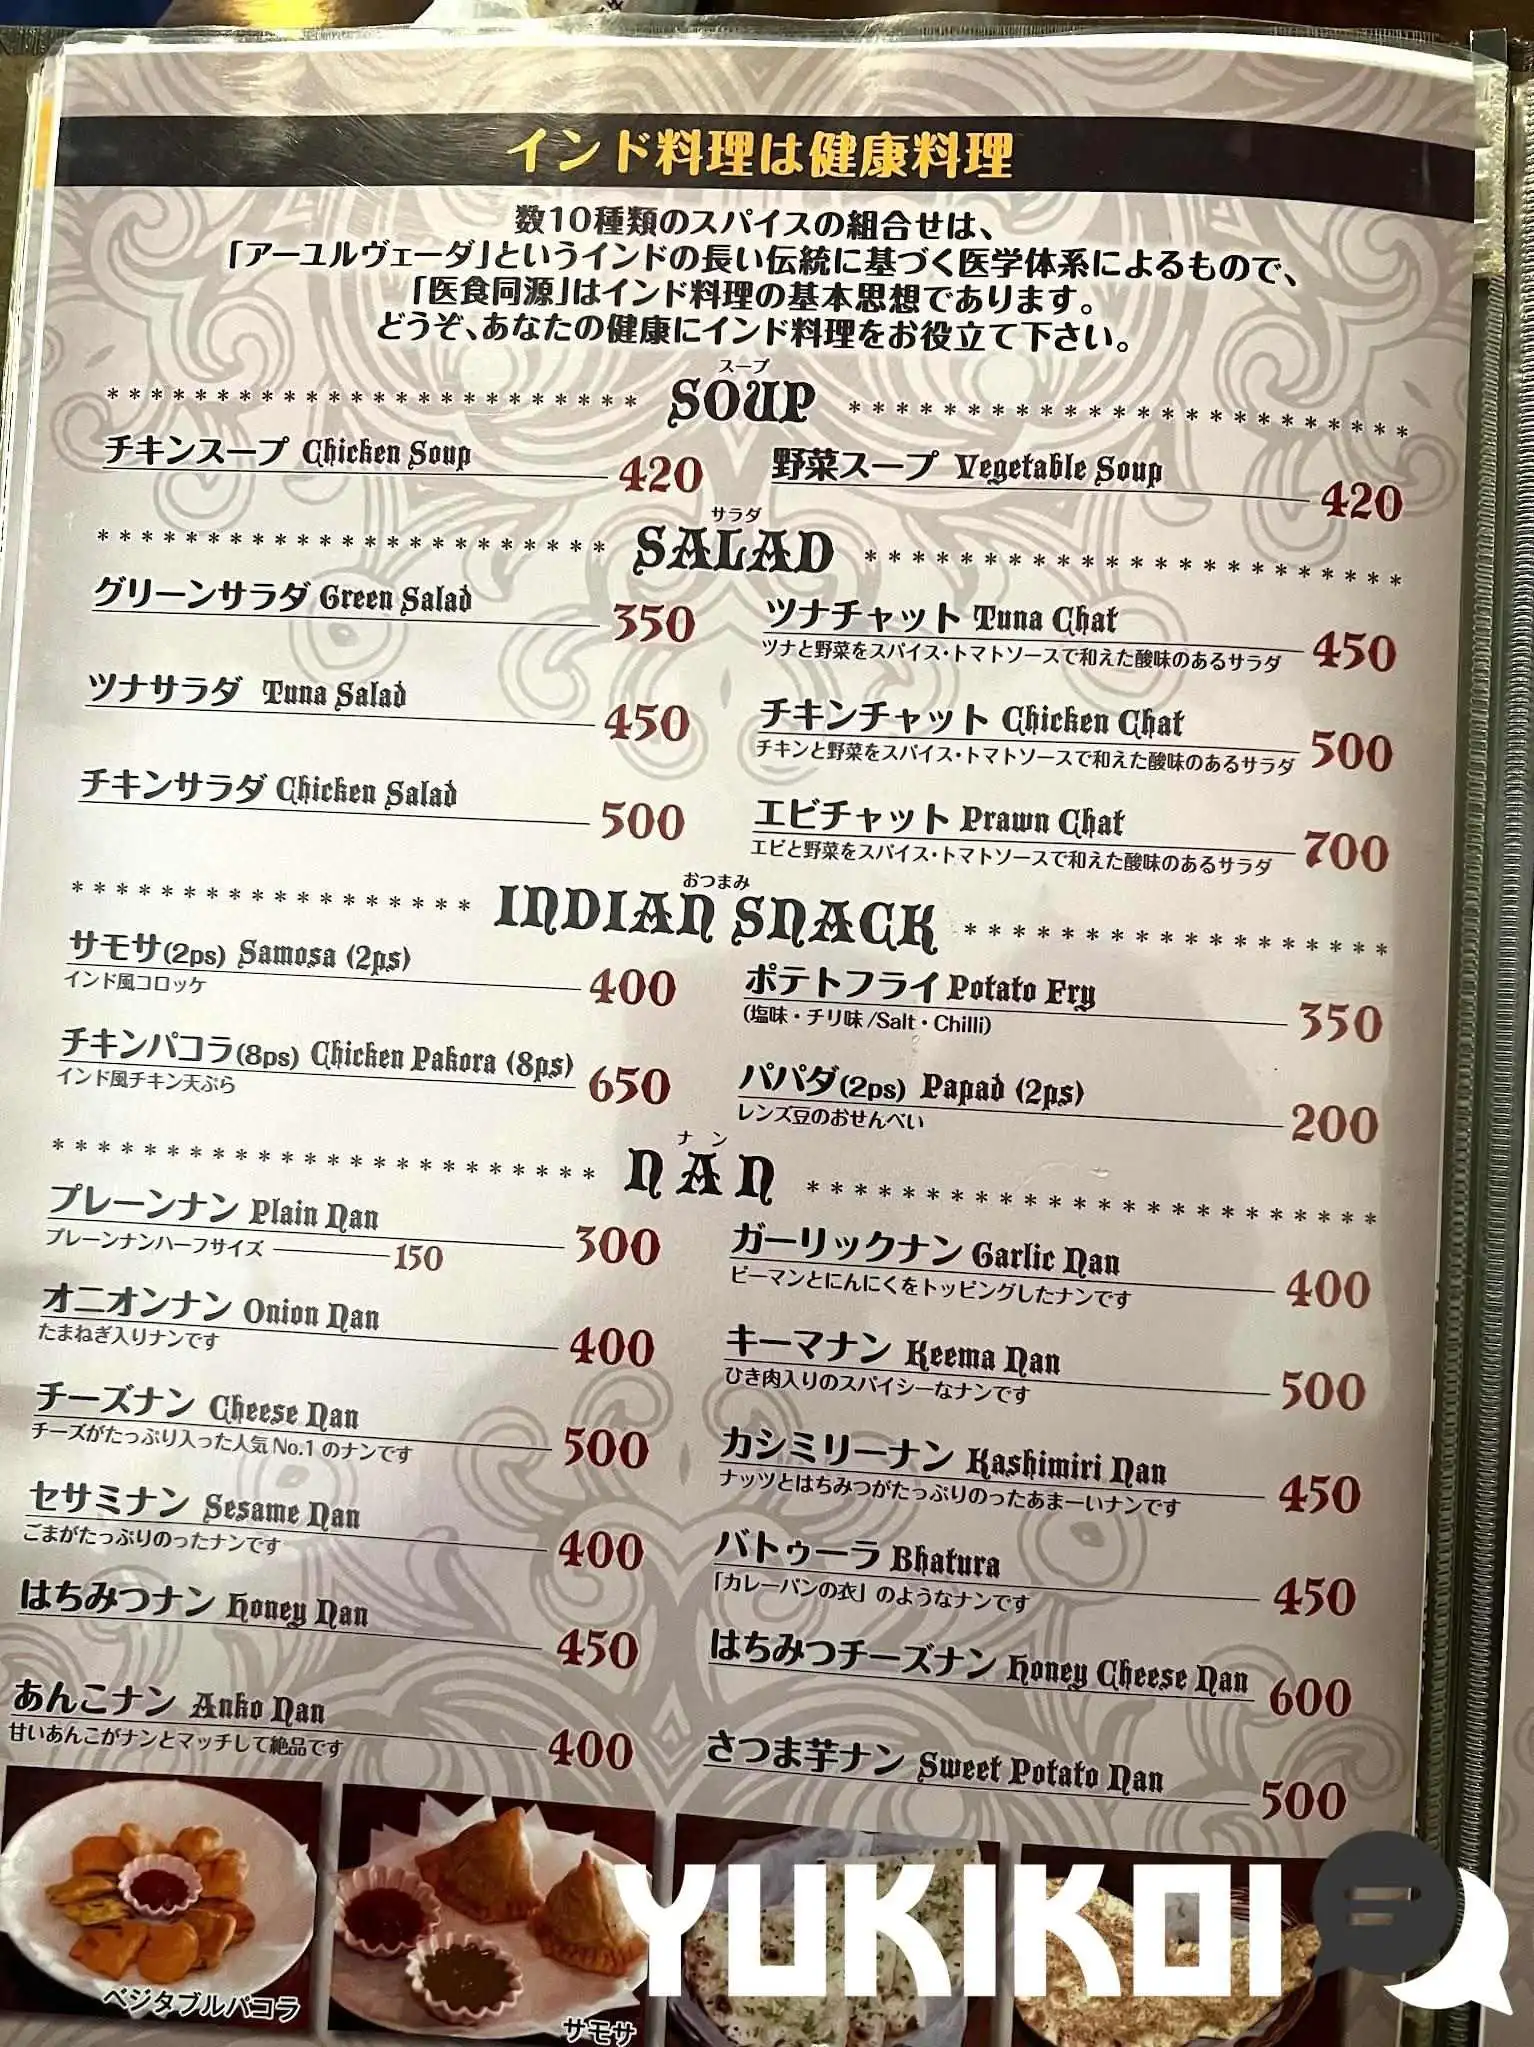 インド料理は健康料理
数10種類のスパイスの組合せは、
「アーユルヴェーダ」というインドの長い伝統に基づく医学体系によるもので、
「医食同源」はインド料理の基本思想であります。
どうぞ、あなたの健康にインド料理をお役立て下さい。
スープ
SOUP
チキンスープ Chicken Soup 420
野菜スープ Vegetable Soup 420
サラダ
SALAD
グリーンサラダ Green Salad 350
ツナチャット Tuna Chat 450
ツナと野菜をスパイス・トマトソースで和えた酸味のあるサラダ
ツナサラダ Tuna Salad 450
チキンチャット Chicken Chat 500
チキンと野菜をスパイス・トマトソースで和えた酸味のあるサラダ
チキンサラダ Chicken Salad 500
エビチャット Prawn Chat 700
エビと野菜をスパイス・トマトソースで和えた酸味のあるサラダ
おつまみ
INDIAN SNACK
サモサ(2ps) Samosa (2ps) 400
インド風コロッケ
ポテトフライ Potato Fry 350
(塩味・チリ味/Salt・Chilli)
チキンパコラ(8ps) Chicken Pakora (8ps) 650
インド風チキン天ぷら
パパダ(2ps) Papad (2ps) 200
レンズ豆のおせんべい
ナン
NAN
プレーンナン Plain Nan 300
プレーンナンハーフサイズ 150
ガーリックナン Garlic Nan 400
ピーマンとにんにくをトッピングしたナンです
オニオンナン Onion Nan 400
たまねぎ入りナンです
キーマナン Keema Nan 500
ひき肉入りのスパイシーなナンです
チーズナン Cheese Nan 500
チーズがたっぷり入った人気No.1のナンです
カシミリーナン Kashimiri Nan 450
ナッツとはちみつがたっぷりのったあまーいナンです
セサミナン Sesame Nan 400
ごまがたっぷりのったナンです
バトゥーラ Bhatura 450
「カレーパンの衣」のようなナンです
はちみつナン Honey Nan 450
はちみつチーズナン Honey Cheese Nan 600
あんこナン Anko Nan 400
甘いあんこがナンとマッチして絶品です
さつま芋ナン Sweet Potato Nan 500
ベジタブルパコラ
サモサ
YUKIKOI